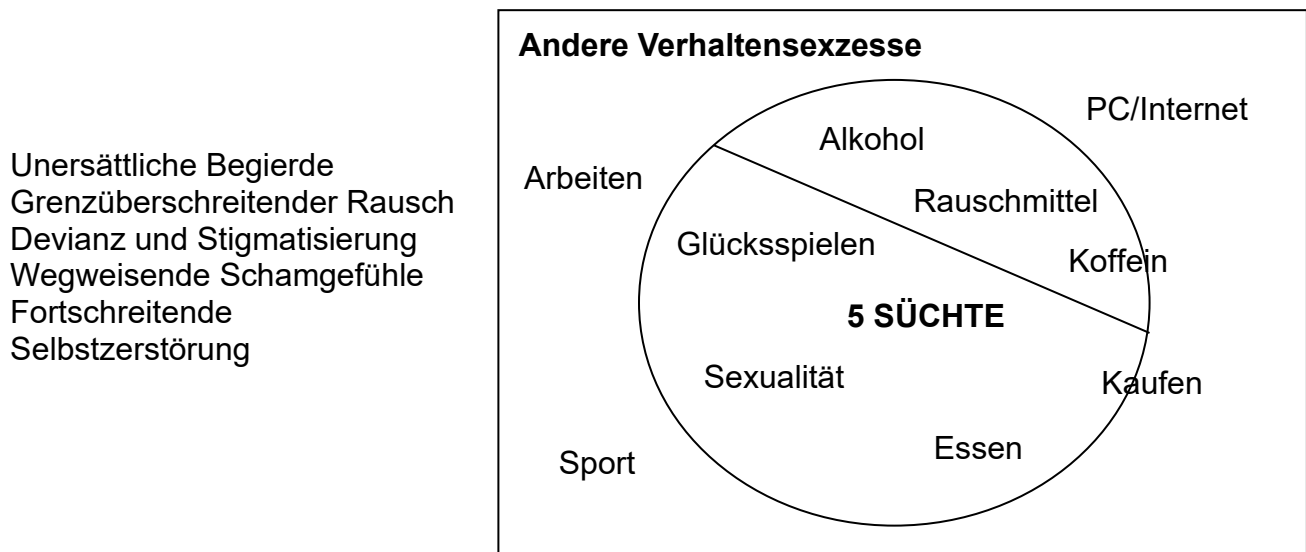 Andere Verhaltensexzesse
PC/Internet
Alkohol
Unersättliche Begierde
Arbeiten
Grenzüberschreitender Rausch
Rauschmittel
Devianz und Stigmatisierung
Glücksspielen
Wegweisende Schamgefühle
Koffein
Fortschreitende
5 SÜCHTE
Selbstzerstörung
Sexualität
Kaufen
Essen
Sport